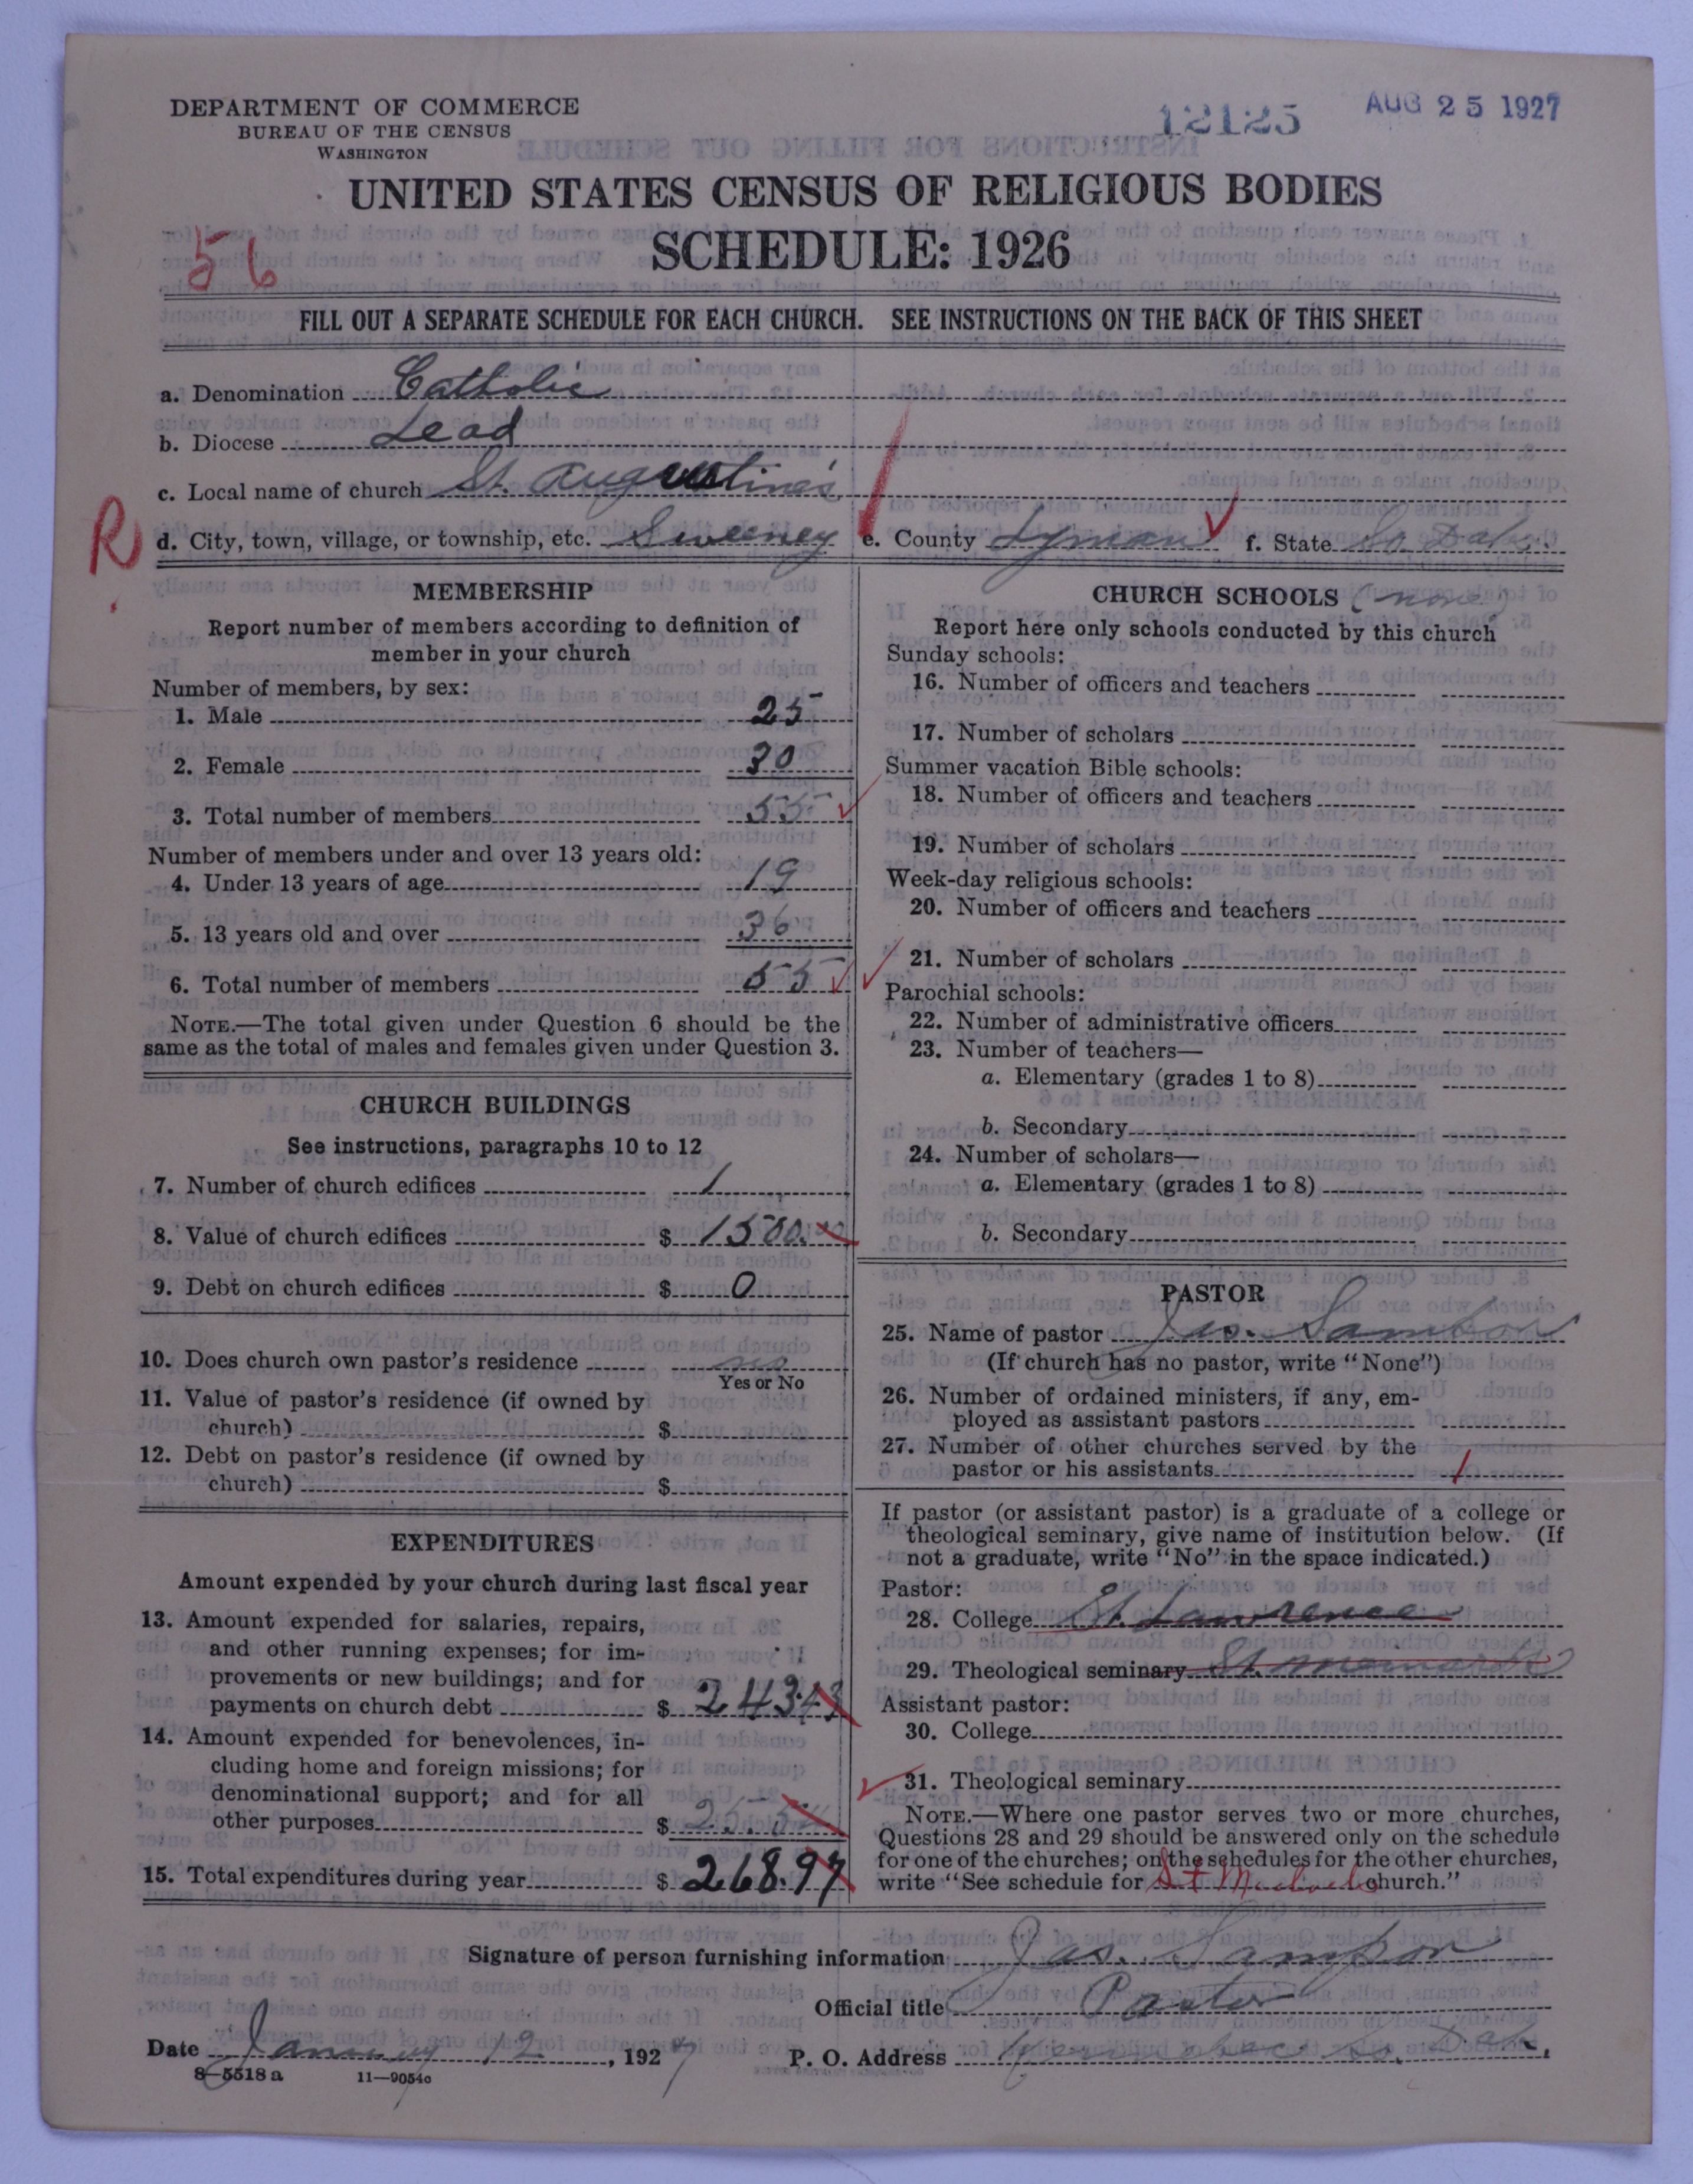 DEPARTMENT OF COMMERCE
BUREAU OF THE CENSUS
WASHINGTON
12125
AUG 25 1927
UNITED STATES CENSUS OF RELIGIOUS BODIES
SCHEDULE: 1926
56
FILL OUT A SEPARATE SCHEDULE FOR EACH CHURCH. SEE INSTRUCTIONS ON THE BACK OF THIS SHEET
a. Denomination Catholic
b. Diocese Lead
c. Local name of church St. Augustine's
R d. City, town, village, or township, etc. Sweeney e. County Lyman f. State So. Dak.
MEMBERSHIP
Report number of members according to definition of
member in your church
Number of members, by sex:
1. Male 25
2. Female 30
3. Total number of members 55
Number of members under and over 13 years old:
4. Under 13 years of age 19
5. 13 years old and over 36
6. Total number of members 55
NOTE.—The total given under Question 6 should be the
same as the total of males and females given under Question 3.
CHURCH BUILDINGS
See instructions, paragraphs 10 to 12
7. Number of church edifices 1
8. Value of church edifices $ 1500.00
9. Debt on church edifices $ 0
10. Does church own pastor's residence no
Yes or No
11. Value of pastor's residence (if owned by
church) $
12. Debt on pastor's residence (if owned by
church) $
EXPENDITURES
Amount expended by your church during last fiscal year
13. Amount expended for salaries, repairs,
and other running expenses; for im-
provements or new buildings; and for
payments on church debt $ 243.43
14. Amount expended for benevolences, in-
cluding home and foreign missions; for
denominational support; and for all
other purposes $ 25.54
15. Total expenditures during year $ 268.97
CHURCH SCHOOLS (none)
Report here only schools conducted by this church
Sunday schools:
16. Number of officers and teachers
17. Number of scholars
Summer vacation Bible schools:
18. Number of officers and teachers
19. Number of scholars
Week-day religious schools:
20. Number of officers and teachers
21. Number of scholars
Parochial schools:
22. Number of administrative officers
23. Number of teachers—
a. Elementary (grades 1 to 8)
b. Secondary
24. Number of scholars—
a. Elementary (grades 1 to 8)
b. Secondary
PASTOR
25. Name of pastor Jas. Sambon
(If church has no pastor, write "None")
26. Number of ordained ministers, if any, em-
ployed as assistant pastors
27. Number of other churches served by the
pastor or his assistants 1
If pastor (or assistant pastor) is a graduate of a college or
theological seminary, give name of institution below. (If
not a graduate, write "No" in the space indicated.)
Pastor:
28. College St. Lawrence
29. Theological seminary St.
Assistant pastor:
30. College
31. Theological seminary
NOTE.—Where one pastor serves two or more churches,
Questions 28 and 29 should be answered only on the schedule
for one of the churches; on the schedules for the other churches,
write "See schedule for St Michaels church."
Signature of person furnishing information Jas. Sambon
Official title Pastor
Date January 12, 1927 P. O. Address Kennebec So. Dak.
8—5518 a 11—9054c